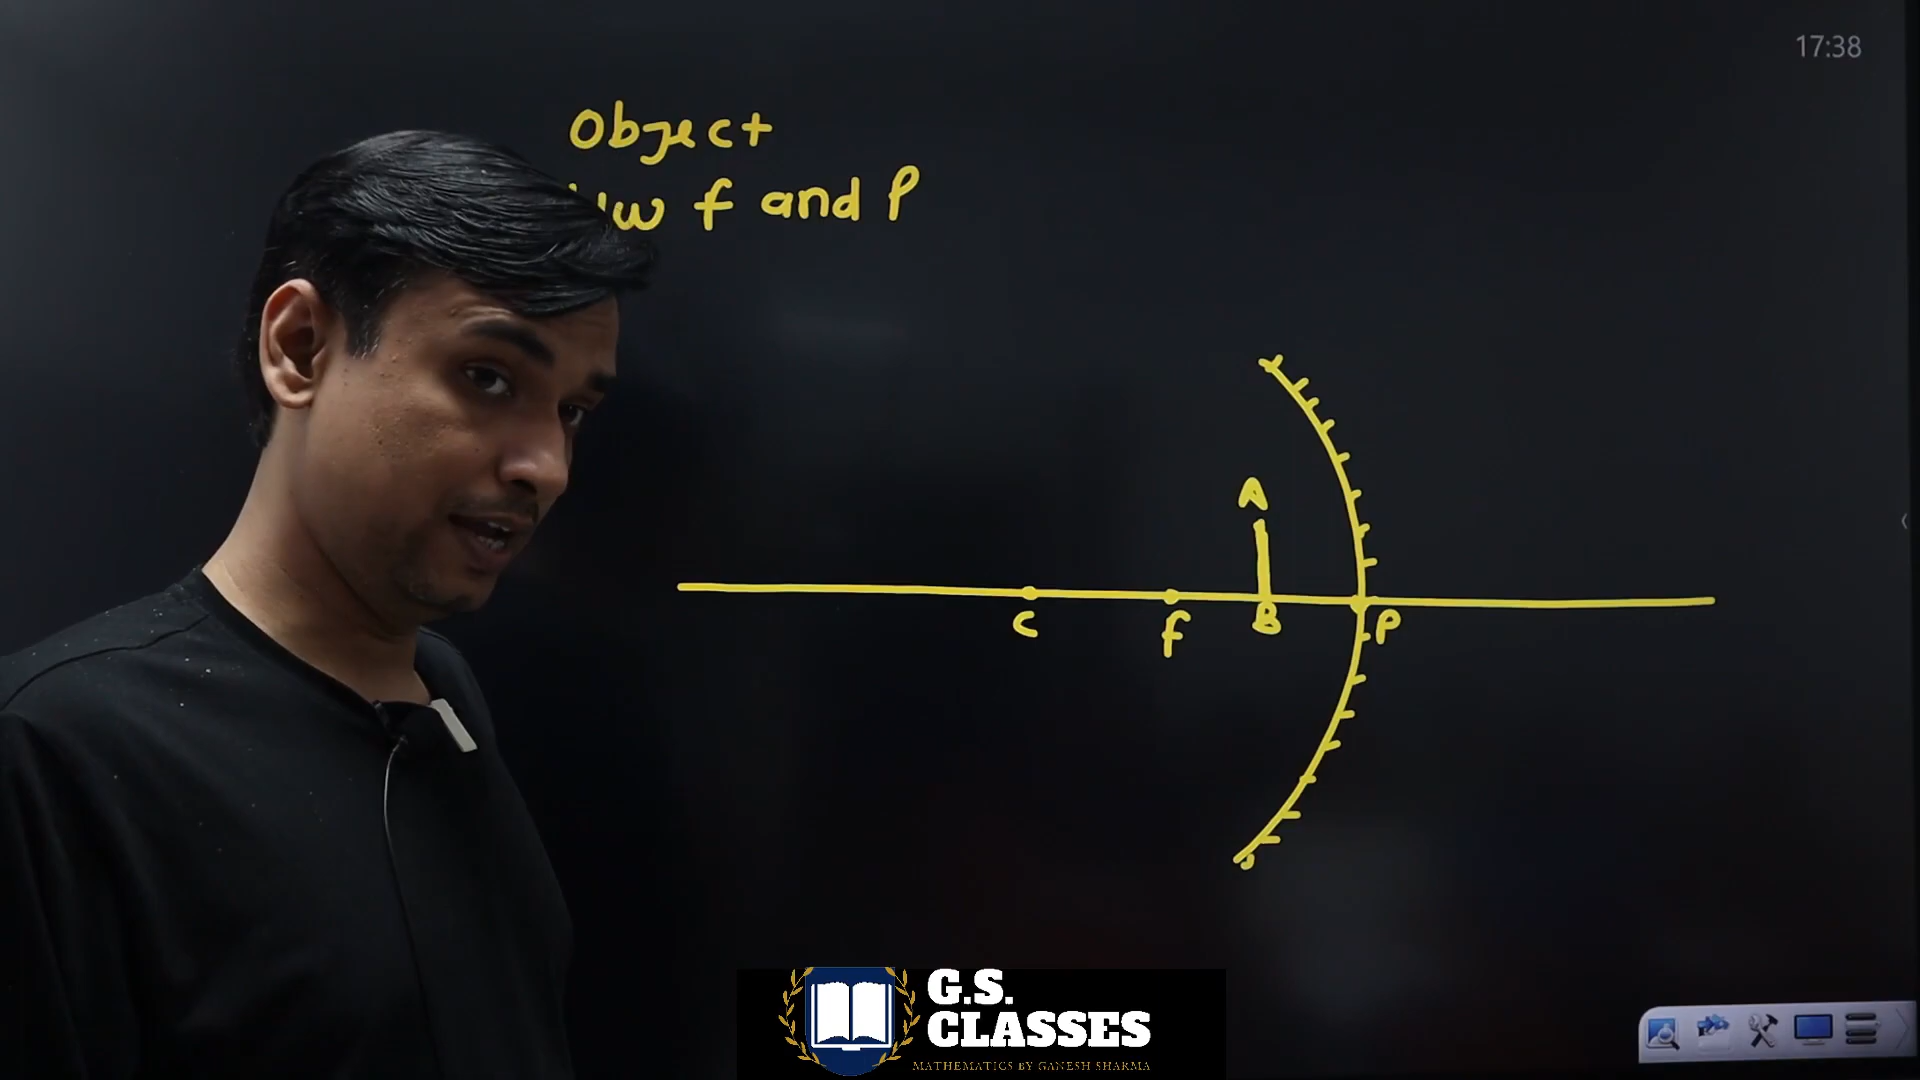 17:38
Object
f and P
A
C
f
B
P
G.S.
CLASSES
MATHEMATICS BY GANESH SHARMA